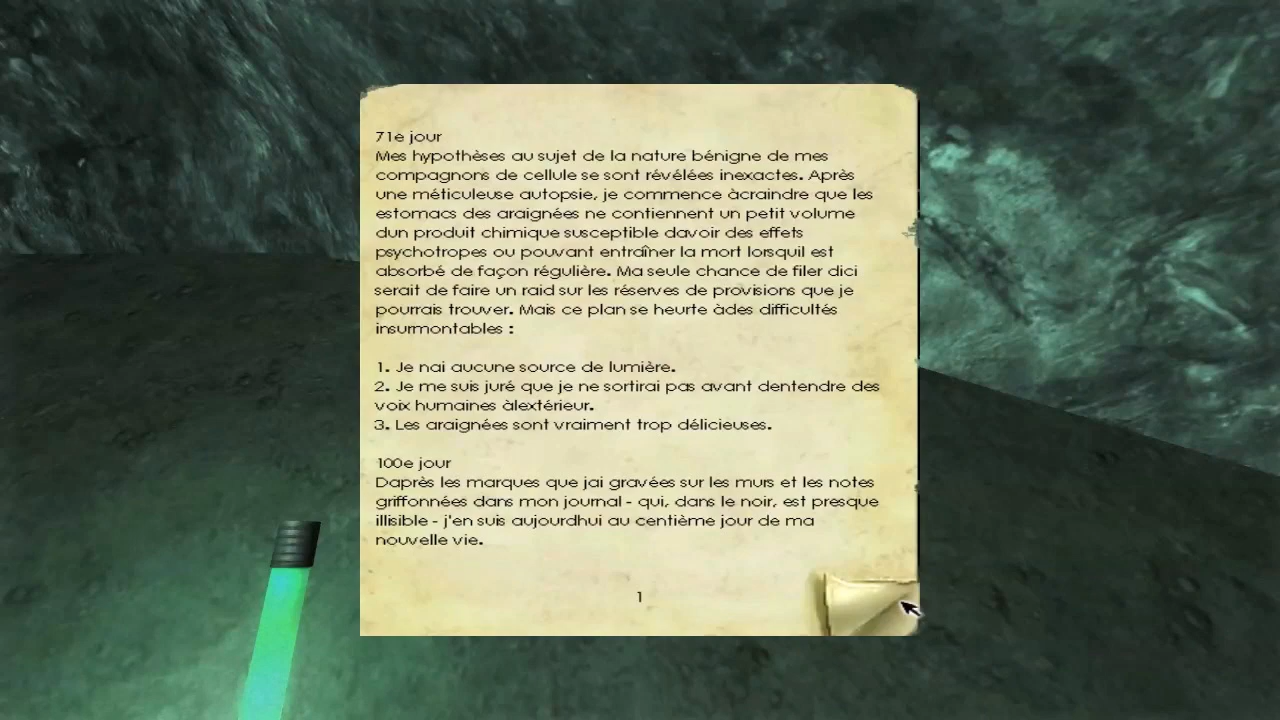 71e jour
Mes hypothèses au sujet de la nature bénigne de mes
compagnons de cellule se sont révélées inexactes. Après
une méticuleuse autopsie, je commence àcraindre que les
estomacs des araignées ne contiennent un petit volume
dun produit chimique susceptible davoir des effets
psychotropes ou pouvant entraîner la mort lorsquil est
absorbé de façon régulière. Ma seule chance de filer dici
serait de faire un raid sur les réserves de provisions que je
pourrais trouver. Mais ce plan se heurte àdes difficultés
insurmontables :
1. Je nai aucune source de lumière.
2. Je me suis juré que je ne sortirai pas avant dentendre des
voix humaines àlextérieur.
3. Les araignées sont vraiment trop délicieuses.
100e jour
Daprès les marques que jai gravées sur les murs et les notes
griffonnées dans mon journal - qui, dans le noir, est presque
illisible - j'en suis aujourdhui au centième jour de ma
nouvelle vie.
1